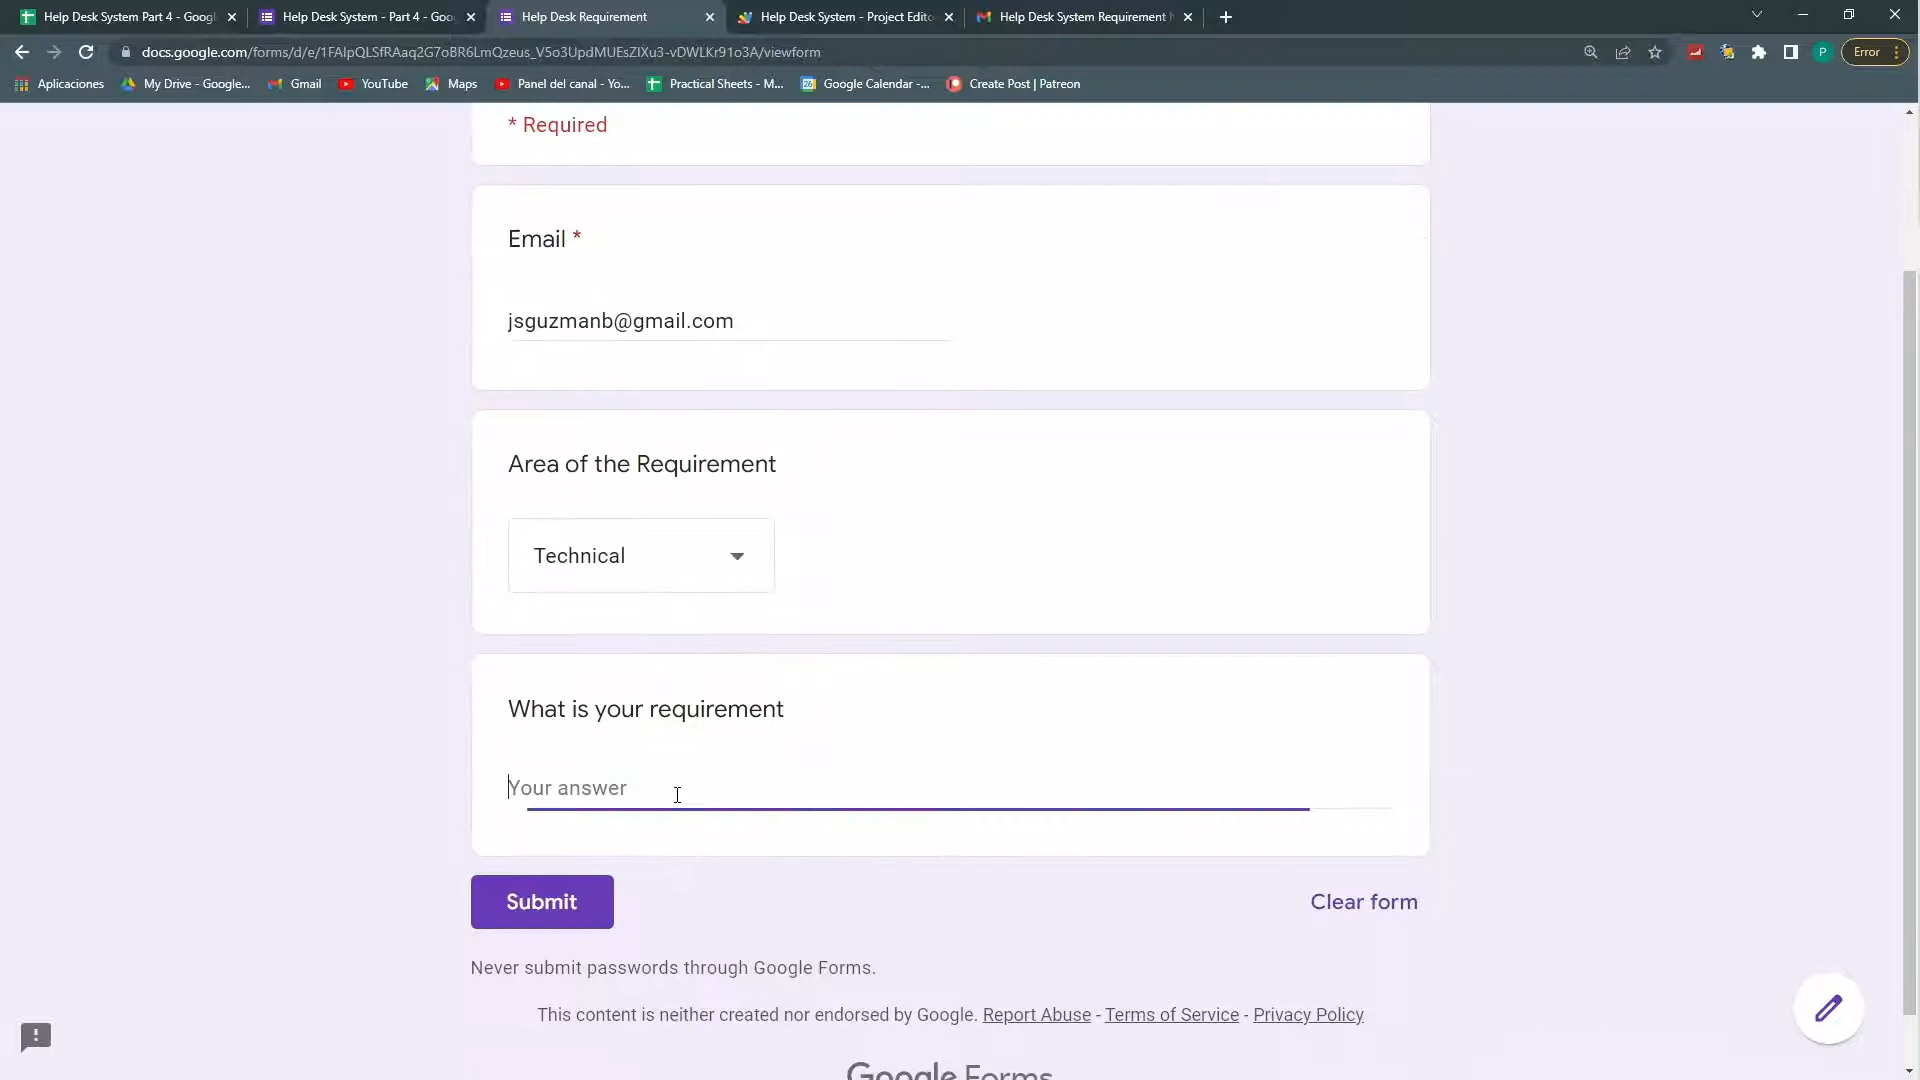 Help Desk System Part 4 - Googl
Help Desk System - Part 4 - Goo
Help Desk Requirement
Help Desk System - Project Edito
Help Desk System Requirement
docs.google.com/forms/d/e/1FAIpQLSfRAaq2G7oBR6LmQzeus_V5o3UpdMUEsZIXu3-vDWLKr91o3A/viewform
P
Error
Aplicaciones
My Drive - Google...
Gmail
YouTube
Maps
Panel del canal - Yo...
Practical Sheets - M...
Google Calendar -...
Create Post | Patreon
* Required
Email *
jsguzmanb@gmail.com
Area of the Requirement
Technical
What is your requirement
Your answer
Submit
Clear form
Never submit passwords through Google Forms.
This content is neither created nor endorsed by Google. Report Abuse - Terms of Service - Privacy Policy
Google Forms